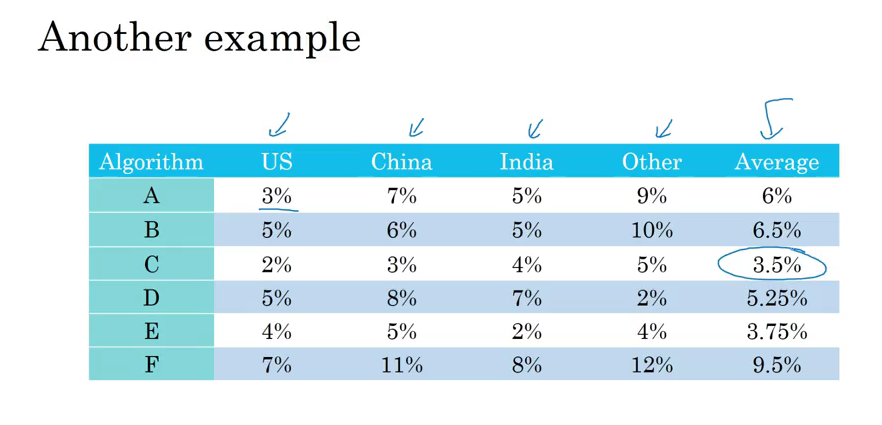 Another example
Algorithm US China India Other Average
A 3% 7% 5% 9% 6%
B 5% 6% 5% 10% 6.5%
C 2% 3% 4% 5% 3.5%
D 5% 8% 7% 2% 5.25%
E 4% 5% 2% 4% 3.75%
F 7% 11% 8% 12% 9.5%